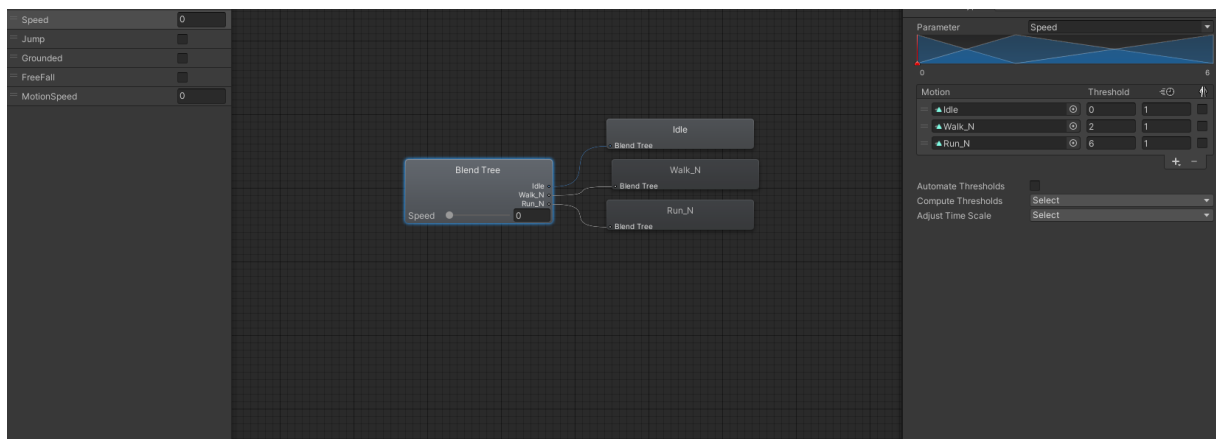 Speed 0
Jump
Grounded
FreeFall
MotionSpeed 0
Blend Tree
Idle
Walk_N
Run_N
Speed 0
Idle
Blend Tree
Walk_N
Blend Tree
Run_N
Blend Tree
Parameter Speed
0 6
Motion Threshold
Idle 0 1
Walk_N 2 1
Run_N 6 1
Automate Thresholds
Compute Thresholds Select
Adjust Time Scale Select